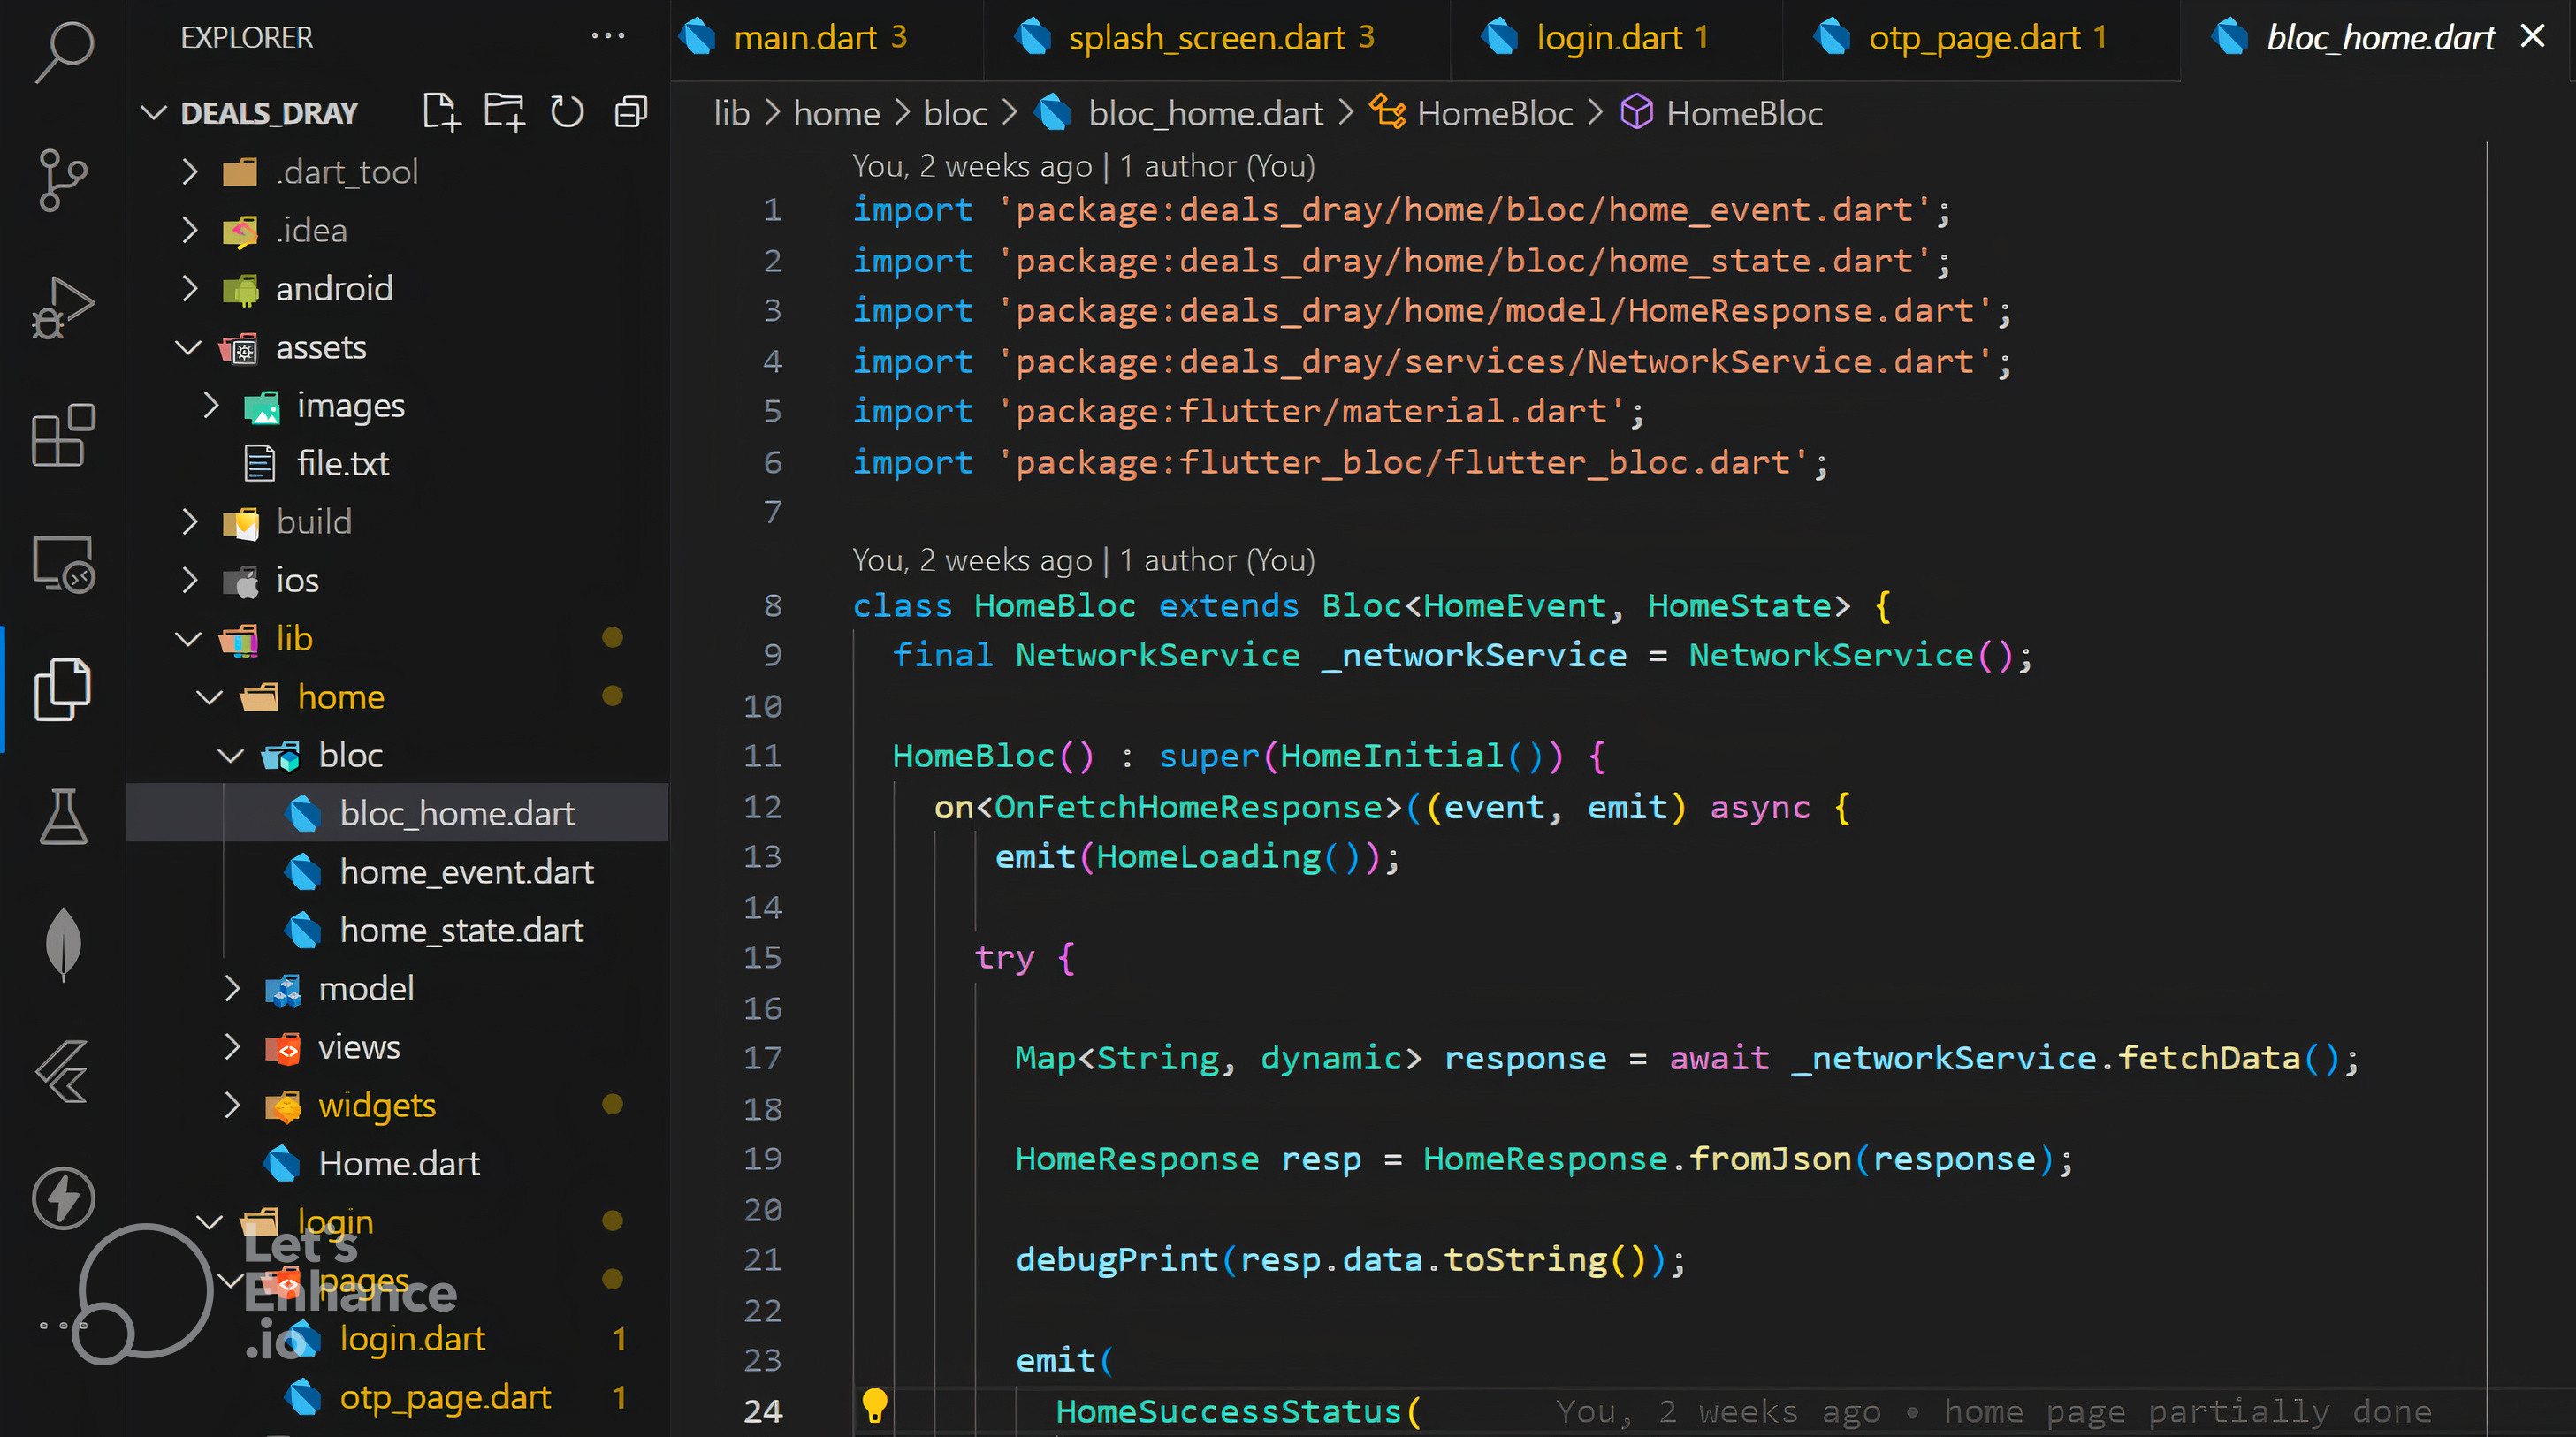 EXPLORER
DEALS_DRAY
.dart_tool
.idea
android
assets
images
file.txt
build
ios
lib
home
bloc
bloc_home.dart
home_event.dart
home_state.dart
model
views
widgets
Home.dart
login
pages
login.dart 1
otp_page.dart 1
Let's
Enhance
.io
main.dart 3 splash_screen.dart 3 login.dart 1 otp_page.dart 1 bloc_home.dart
lib > home > bloc > bloc_home.dart > HomeBloc > HomeBloc
You, 2 weeks ago | 1 author (You)
1 import 'package:deals_dray/home/bloc/home_event.dart';
2 import 'package:deals_dray/home/bloc/home_state.dart';
3 import 'package:deals_dray/home/model/HomeResponse.dart';
4 import 'package:deals_dray/services/NetworkService.dart';
5 import 'package:flutter/material.dart';
6 import 'package:flutter_bloc/flutter_bloc.dart';
7
You, 2 weeks ago | 1 author (You)
8 class HomeBloc extends Bloc<HomeEvent, HomeState> {
9 final NetworkService _networkService = NetworkService();
10
11 HomeBloc() : super(HomeInitial()) {
12 on<OnFetchHomeResponse>((event, emit) async {
13 emit(HomeLoading());
14
15 try {
16
17 Map<String, dynamic> response = await _networkService.fetchData();
18
19 HomeResponse resp = HomeResponse.fromJson(response);
20
21 debugPrint(resp.data.toString());
22
23 emit(
24 HomeSuccessStatus( You, 2 weeks ago • home page partially done